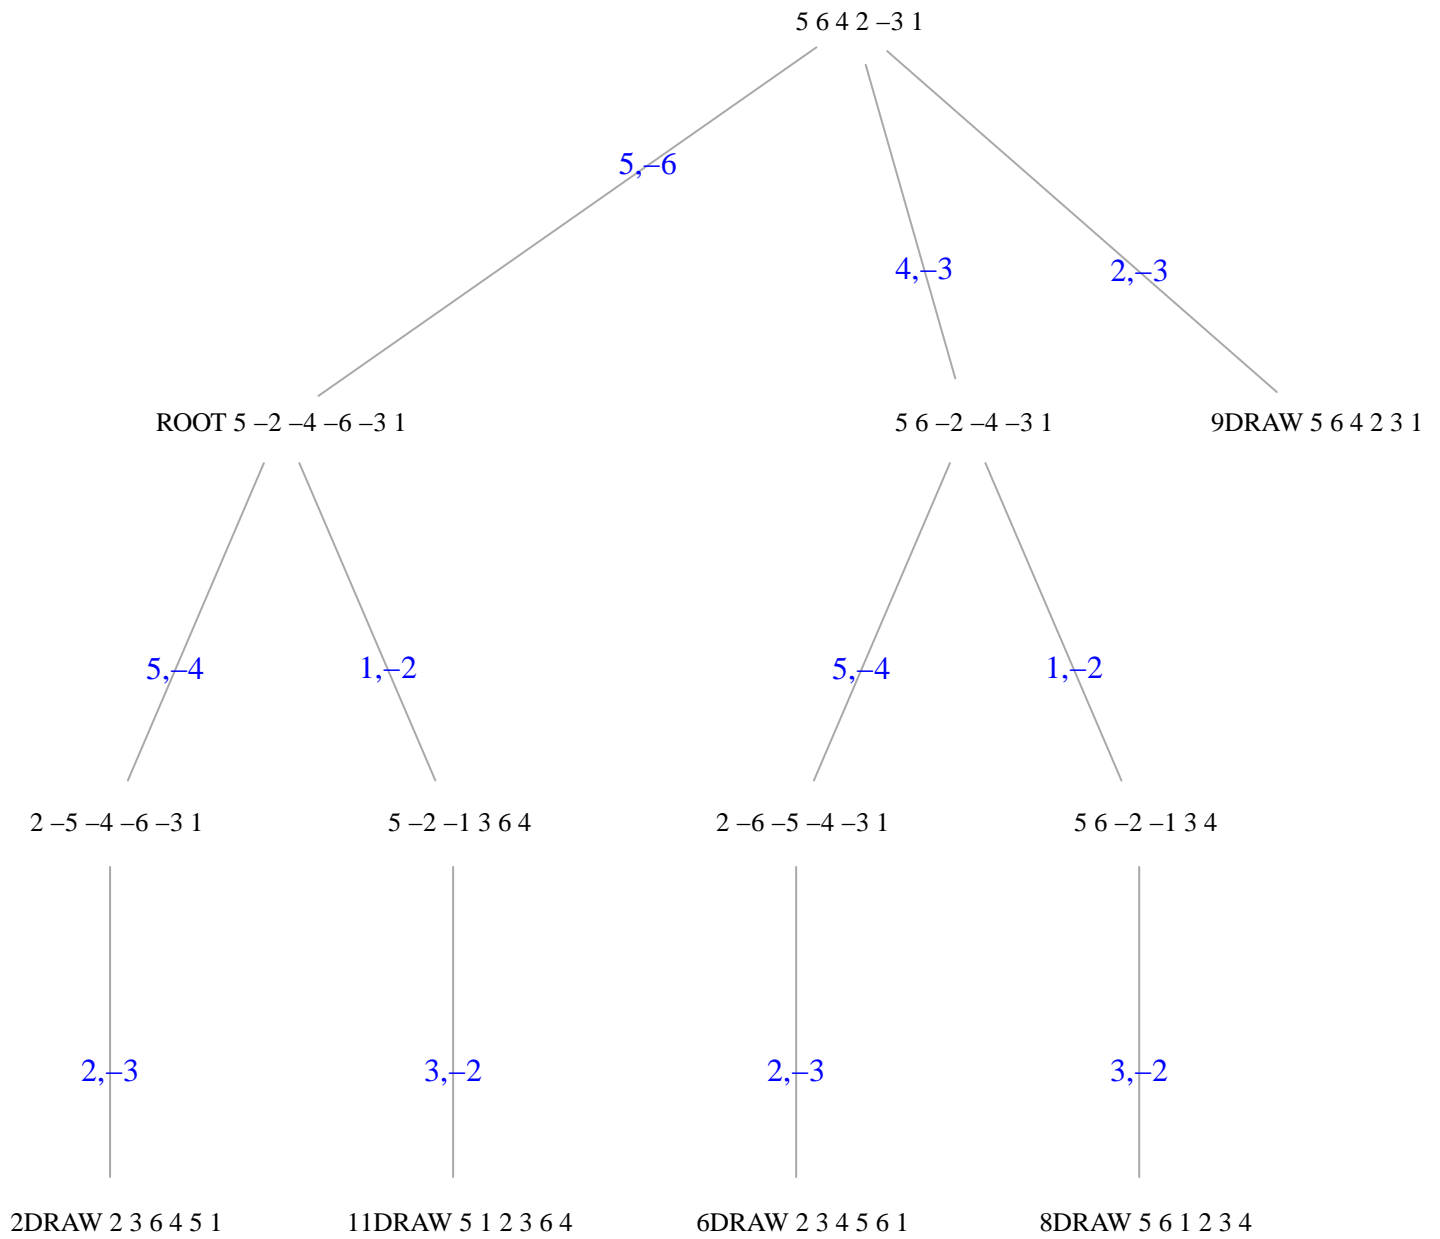 5 6 4 2 –3 1
5,–6
4,–3
2,–3
ROOT 5 –2 –4 –6 –3 1
5 6 –2 –4 –3 1
9DRAW 5 6 4 2 3 1
5,–4
1,–2
5,–4
1,–2
2 –5 –4 –6 –3 1
5 –2 –1 3 6 4
2 –6 –5 –4 –3 1
5 6 –2 –1 3 4
2,–3
3,–2
2,–3
3,–2
2DRAW 2 3 6 4 5 1
11DRAW 5 1 2 3 6 4
6DRAW 2 3 4 5 6 1
8DRAW 5 6 1 2 3 4